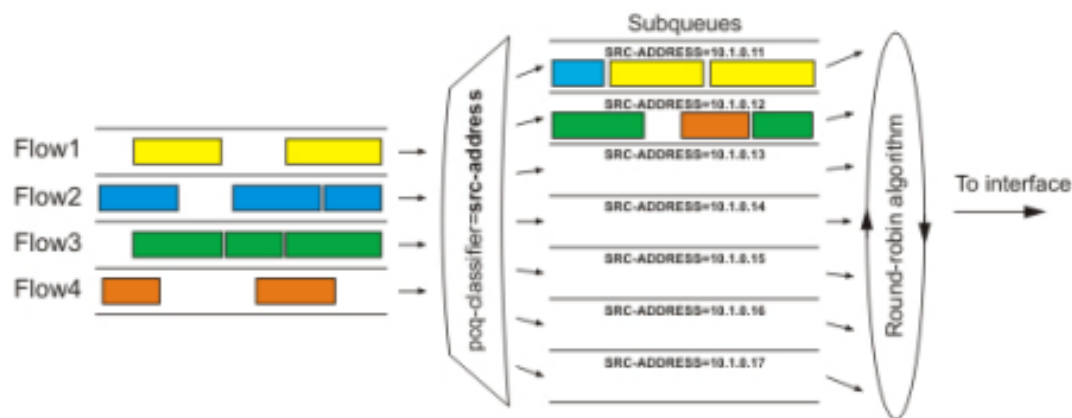 Subqueues
SRC-ADDRESS=10.1.0.11
SRC-ADDRESS=10.1.0.12
Flow1
SRC-ADDRESS=10.1.0.13
Flow2
SRC-ADDRESS=10.1.0.14
Flow3
SRC-ADDRESS=10.1.0.15
Flow4
SRC-ADDRESS=10.1.0.16
SRC-ADDRESS=10.1.0.17
pcq-classifier=src-address
Round-robin algorithm
To interface